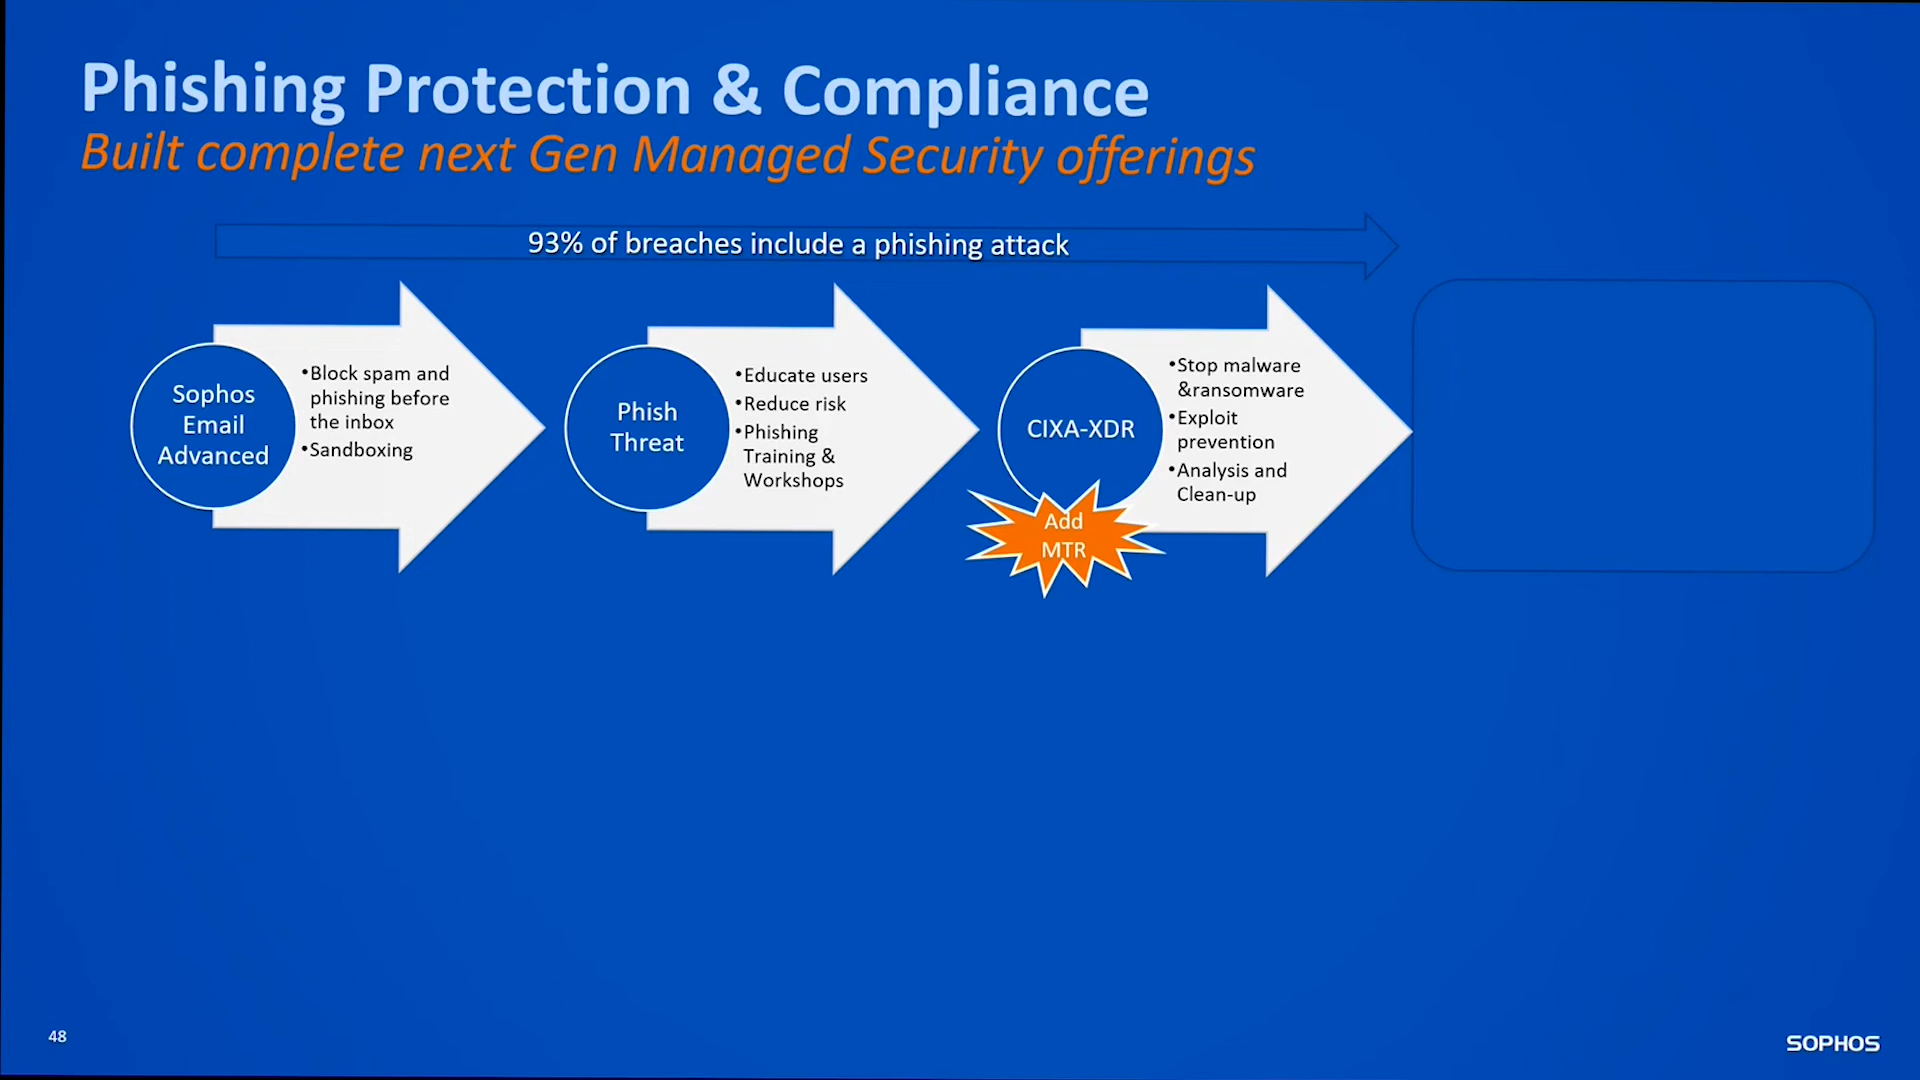 Phishing Protection & Compliance
Built complete next Gen Managed Security offerings
93% of breaches include a phishing attack
Sophos
Email
Advanced
•Block spam and
phishing before
the inbox
•Sandboxing
Phish
Threat
•Educate users
•Reduce risk
•Phishing
Training &
Workshops
CIXA-XDR
•Stop malware
&ransomware
•Exploit
prevention
•Analysis and
Clean-up
Add
MTR
48
SOPHOS